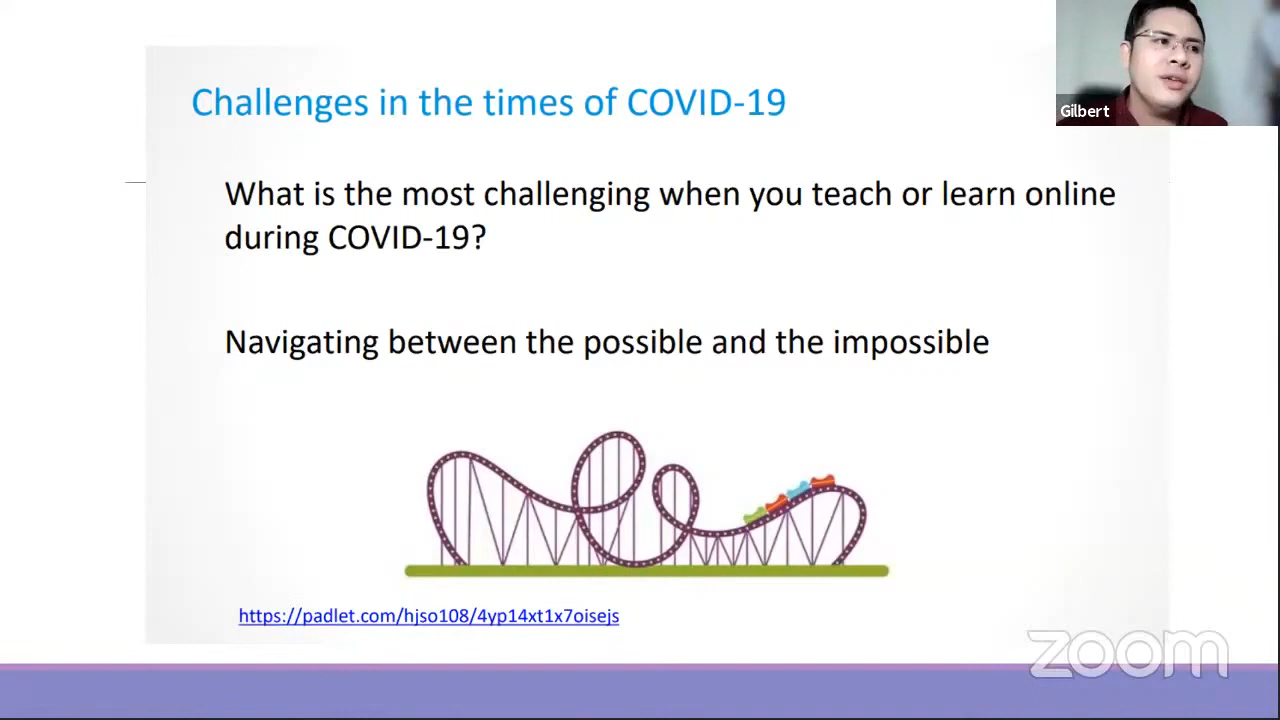 Challenges in the times of COVID-19
Gilbert
What is the most challenging when you teach or learn online
during COVID-19?
Navigating between the possible and the impossible
https://padlet.com/hjso108/4yp14xt1x7oisejs
zoom